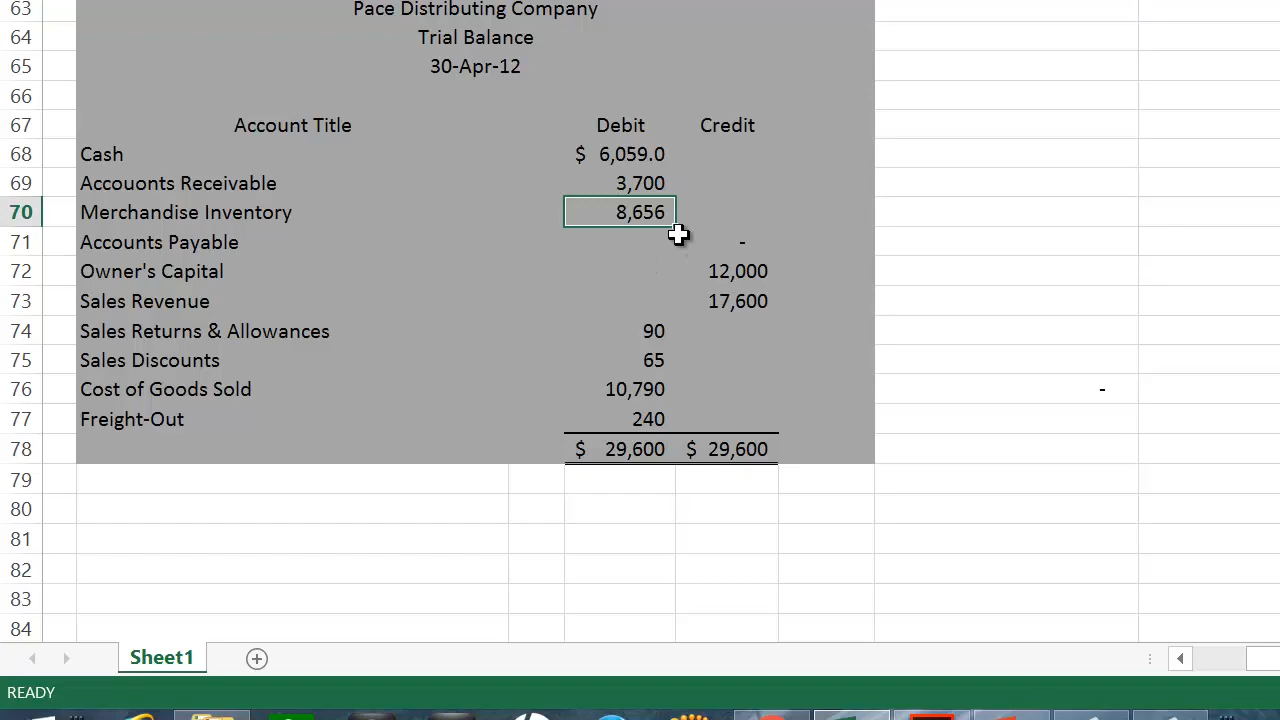 63 Pace Distributing Company
64 Trial Balance
65 30-Apr-12
66
67 Account Title Debit Credit
68 Cash $ 6,059.0
69 Accouonts Receivable 3,700
70 Merchandise Inventory 8,656
71 Accounts Payable -
72 Owner's Capital 12,000
73 Sales Revenue 17,600
74 Sales Returns & Allowances 90
75 Sales Discounts 65
76 Cost of Goods Sold 10,790 -
77 Freight-Out 240
78 $ 29,600 $ 29,600
79
80
81
82
83
84
Sheet1
READY